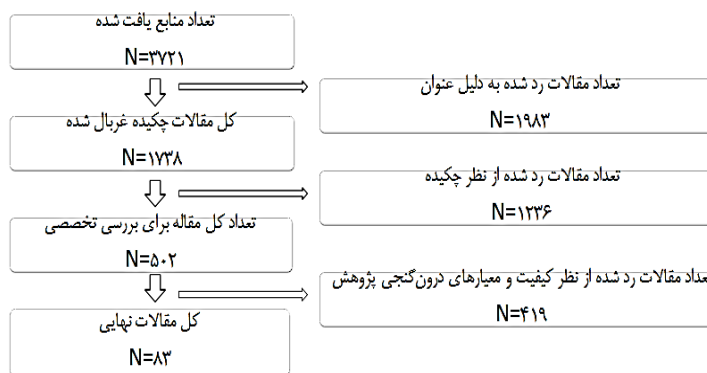 تعداد منابع یافت شده
N=۳۷۲۱
تعداد مقالات رد شده به دلیل عنوان
N=۱۹۸۳
کل مقالات چکیده غربال شده
N=۱۷۳۸
تعداد مقالات رد شده از نظر چکیده
N=۱۲۳۶
تعداد کل مقاله برای بررسی تخصصی
N=۵۰۲
تعداد مقالات رد شده از نظر کیفیت و معیارهای درون‌گنجی پژوهش
N=۴۱۹
کل مقالات نهایی
N=۸۳